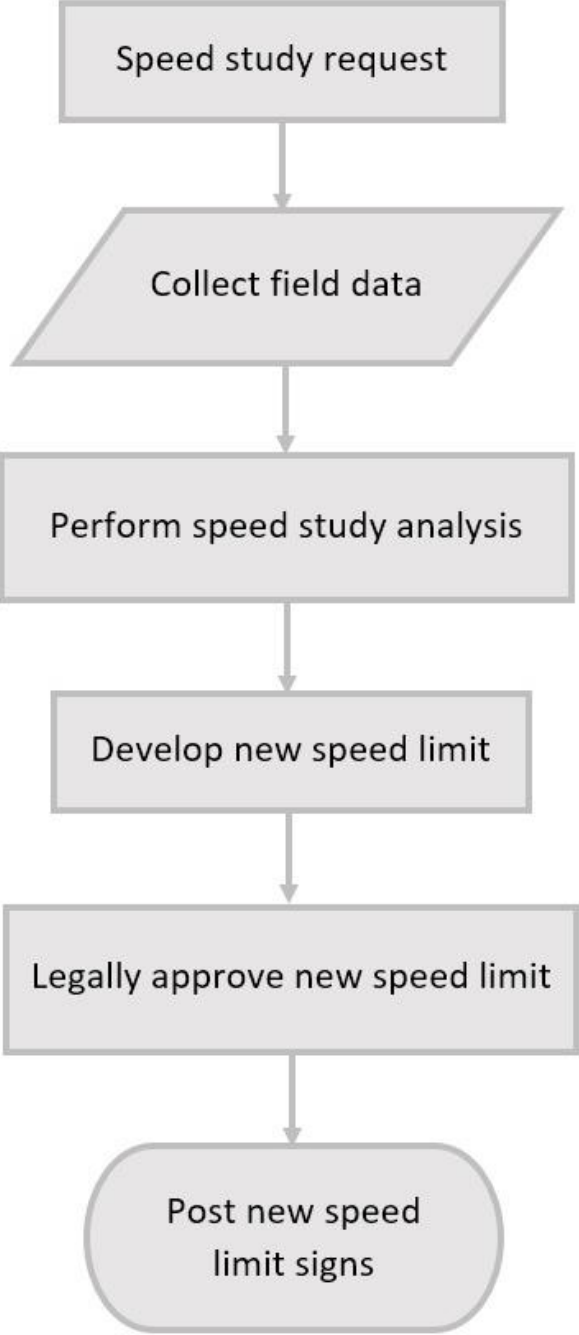 Speed study request
Collect field data
Perform speed study analysis
Develop new speed limit
Legally approve new speed limit
Post new speed
limit signs